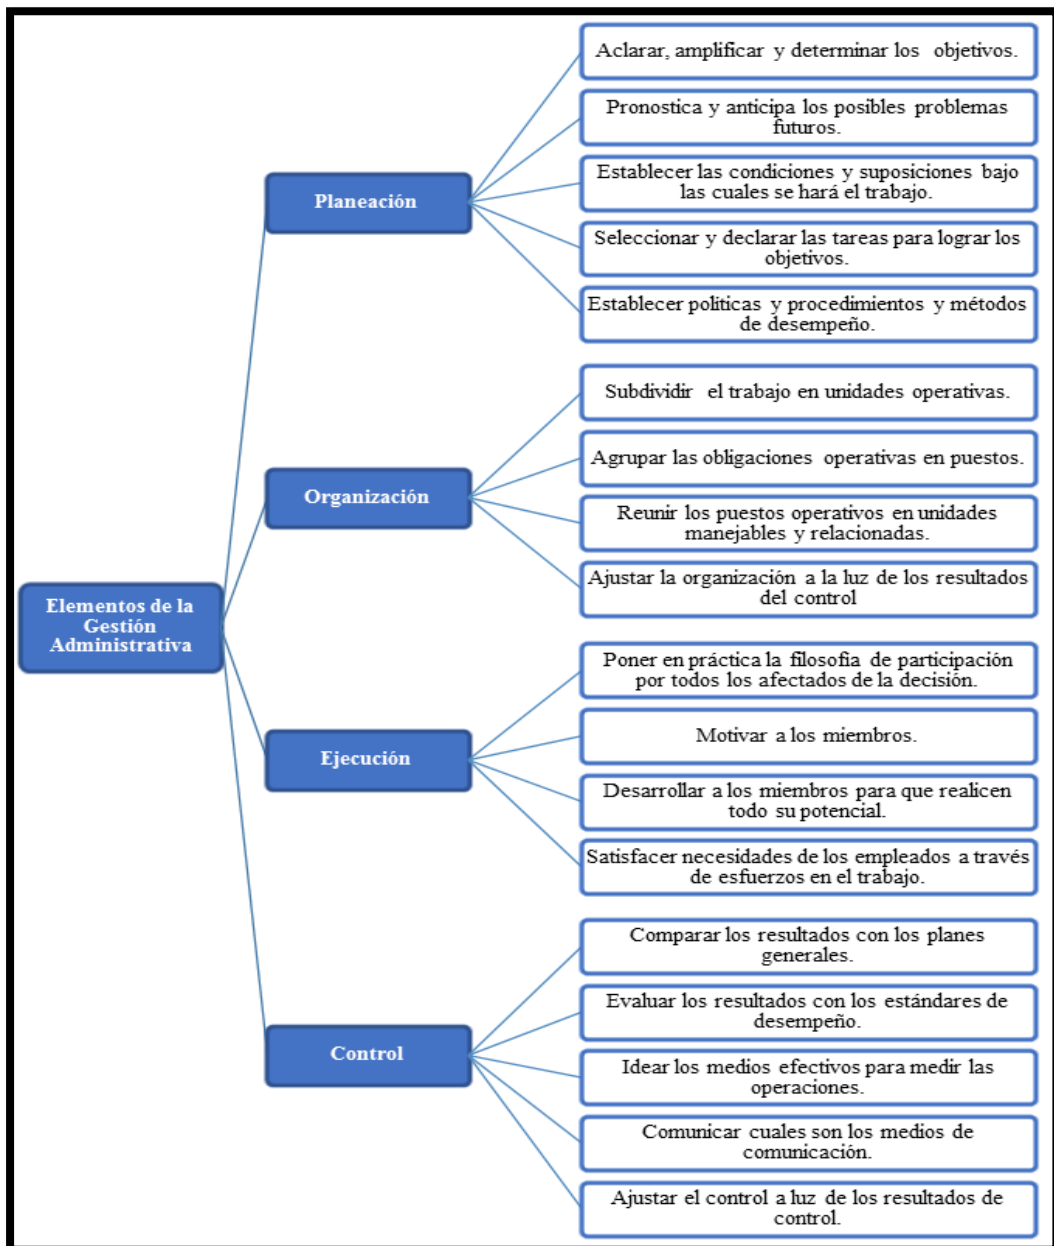 Elementos de la
Gestión
Administrativa
Planeación
Aclarar, amplificar y determinar los objetivos.
Pronostica y anticipa los posibles problemas
futuros.
Establecer las condiciones y suposiciones bajo
las cuales se hará el trabajo.
Seleccionar y declarar las tareas para lograr los
objetivos.
Establecer políticas y procedimientos y métodos
de desempeño.
Organización
Subdividir el trabajo en unidades operativas.
Agrupar las obligaciones operativas en puestos.
Reunir los puestos operativos en unidades
manejables y relacionadas.
Ajustar la organización a la luz de los resultados
del control
Ejecución
Poner en práctica la filosofía de participación
por todos los afectados de la decisión.
Motivar a los miembros.
Desarrollar a los miembros para que realicen
todo su potencial.
Satisfacer necesidades de los empleados a través
de esfuerzos en el trabajo.
Control
Comparar los resultados con los planes
generales.
Evaluar los resultados con los estándares de
desempeño.
Idear los medios efectivos para medir las
operaciones.
Comunicar cuales son los medios de
comunicación.
Ajustar el control a luz de los resultados de
control.